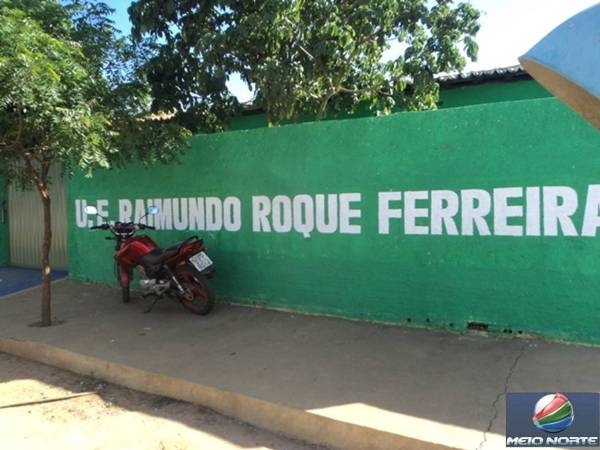 U.E. RAIMUNDO ROQUE FERREIRA
MEIO NORTE